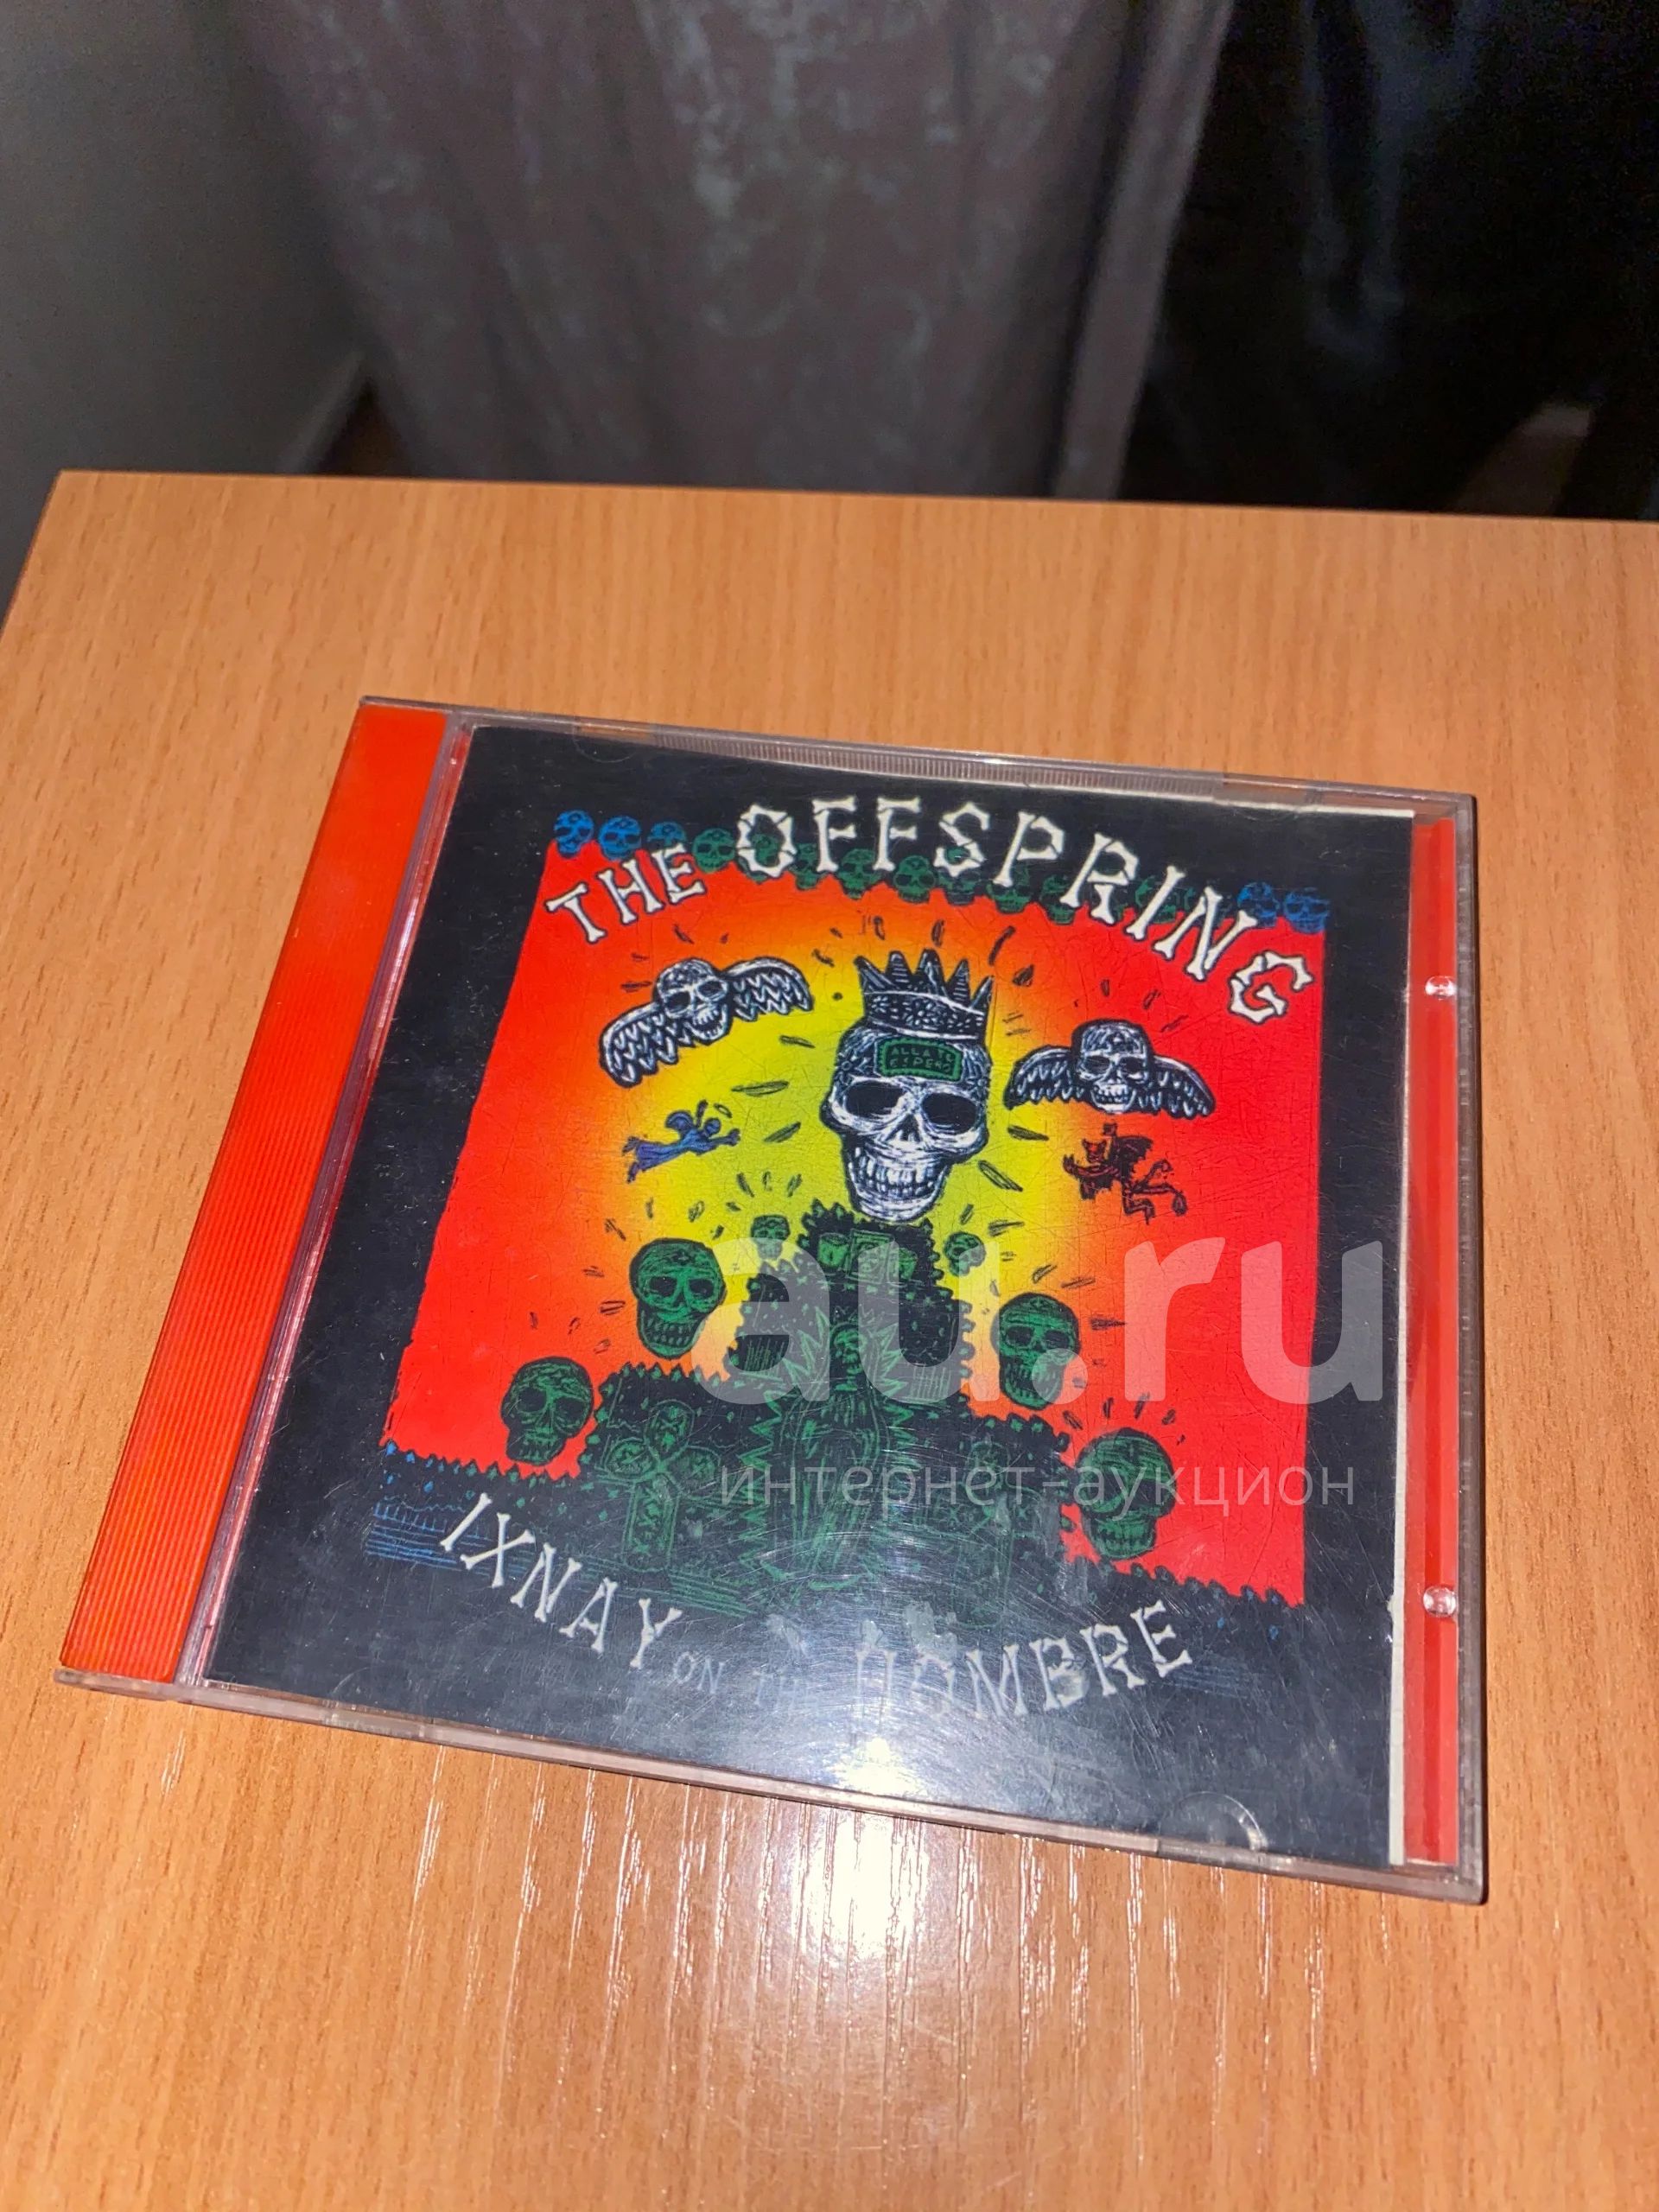 THE OFFSPRING
au.ru
интернет-аукцион
IXNAY ON THE HOMBRE